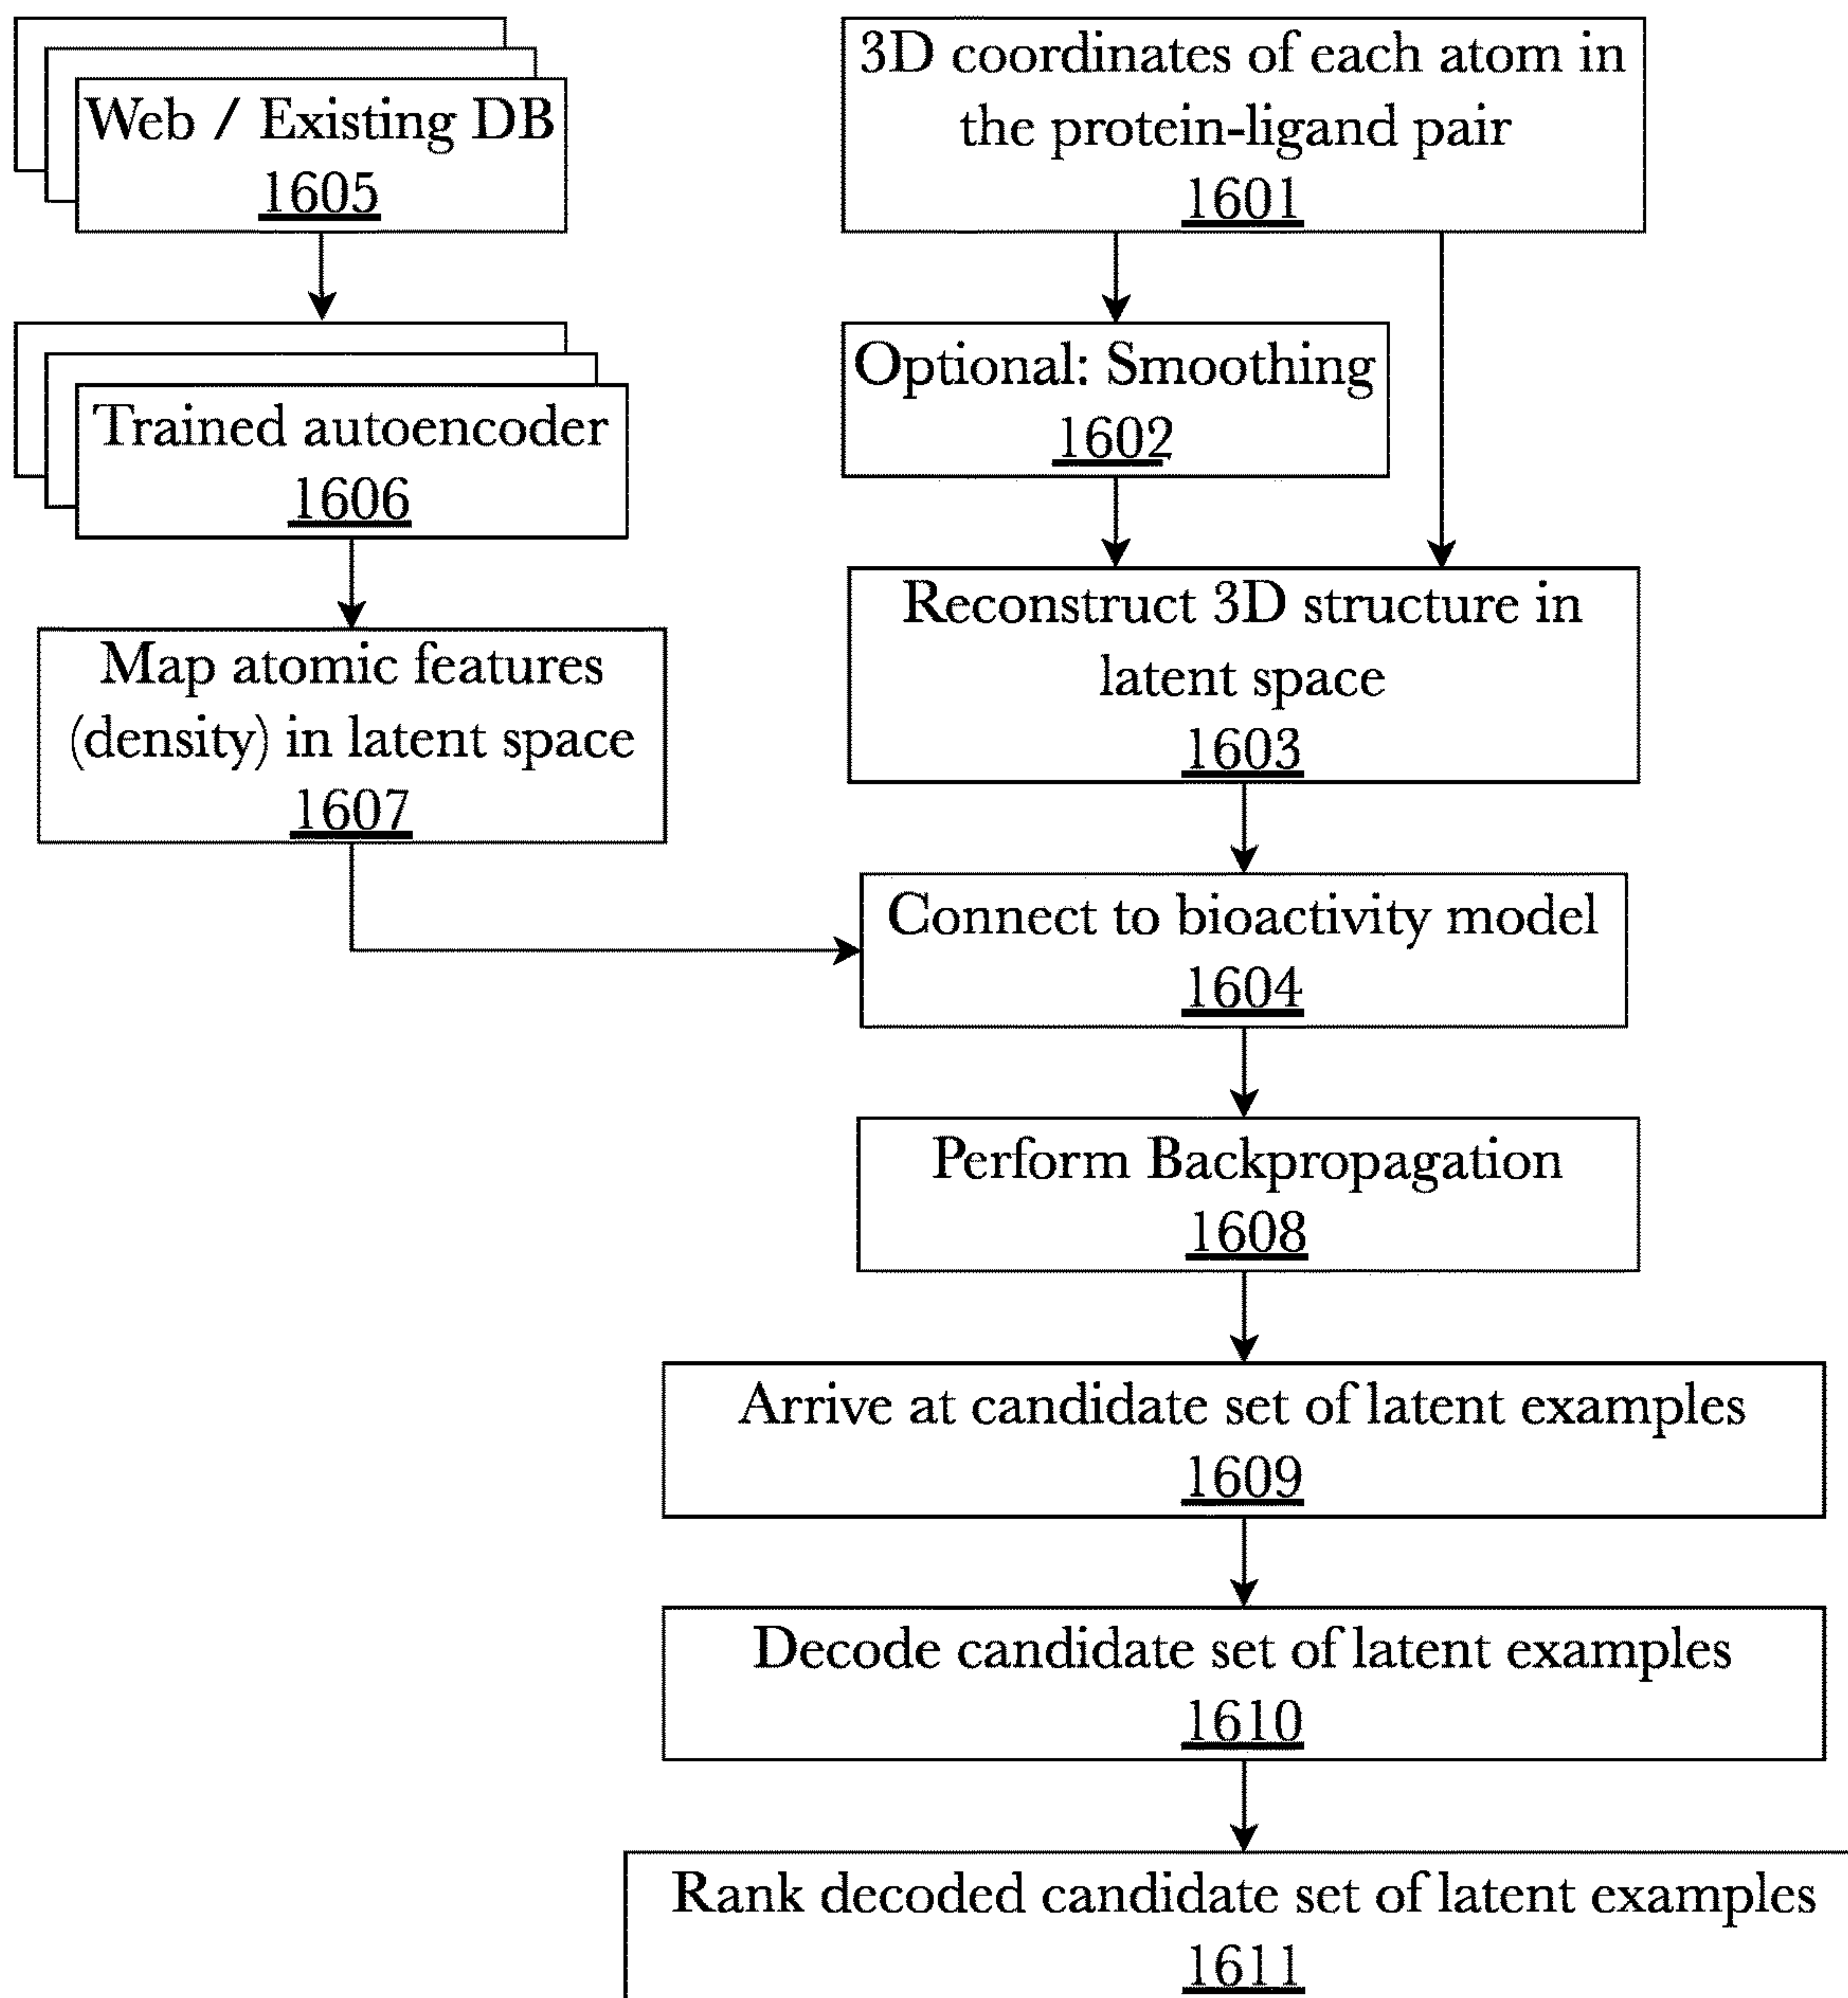 Web / Existing DB
1605
3D coordinates of each atom in
the protein-ligand pair
1601
Optional: Smoothing
1602
Trained autoencoder
1606
Reconstruct 3D structure in
latent space
1603
Map atomic features
(density) in latent space
1607
Connect to bioactivity model
1604
Perform Backpropagation
1608
Arrive at candidate set of latent examples
1609
Decode candidate set of latent examples
1610
Rank decoded candidate set of latent examples
1611